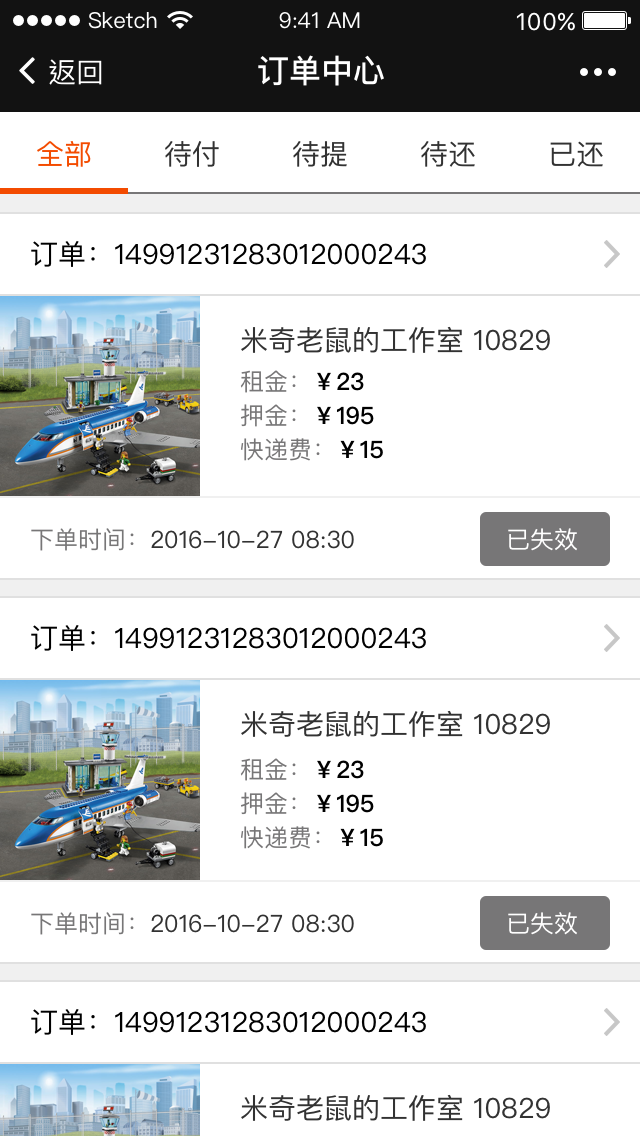 Sketch 9:41 AM 100%
返回 订单中心
全部 待付 待提 待还 已还
订单：14991231283012000243
米奇老鼠的工作室 10829
租金：￥23
押金：￥195
快递费：￥15
下单时间：2016-10-27 08:30 已失效
订单：14991231283012000243
米奇老鼠的工作室 10829
租金：￥23
押金：￥195
快递费：￥15
下单时间：2016-10-27 08:30 已失效
订单：14991231283012000243
米奇老鼠的工作室 10829